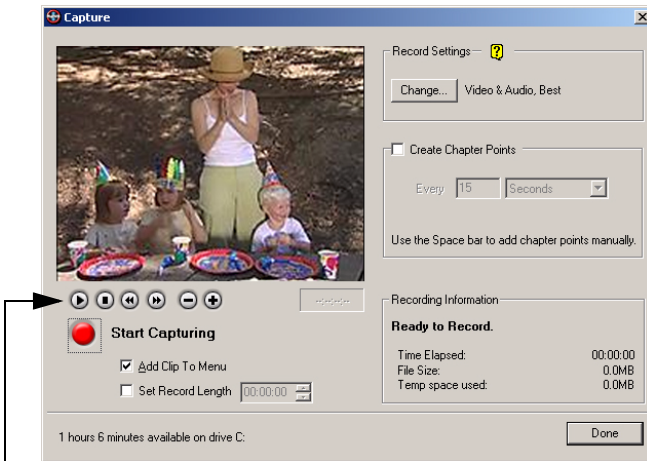 Capture
Record Settings
Change... Video & Audio, Best
Create Chapter Points
Every 15 Seconds
Use the Space bar to add chapter points manually.
--:--:--:--
Start Capturing
Add Clip To Menu
Set Record Length 00:00:00
Recording Information
Ready to Record.
Time Elapsed: 00:00:00
File Size: 0.0MB
Temp space used: 0.0MB
1 hours 6 minutes available on drive C:
Done